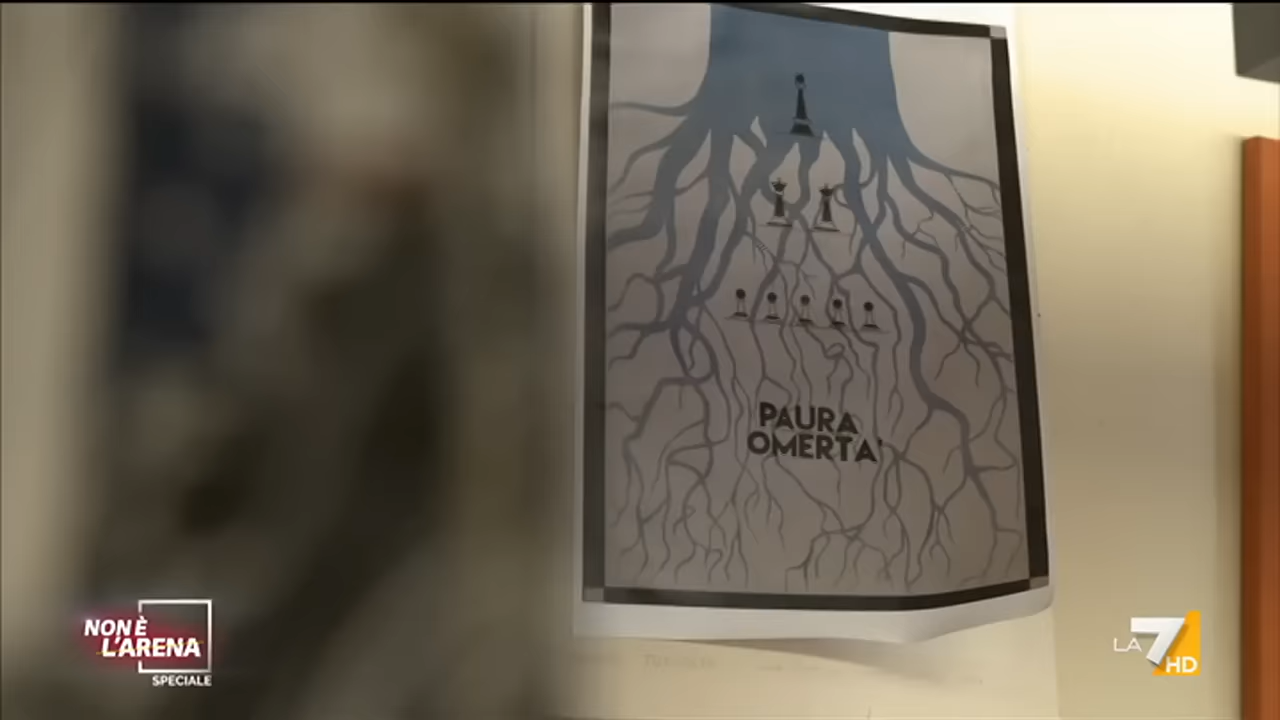 PAURA
OMERTA'
NON È
L'ARENA
SPECIALE
LA7
HD